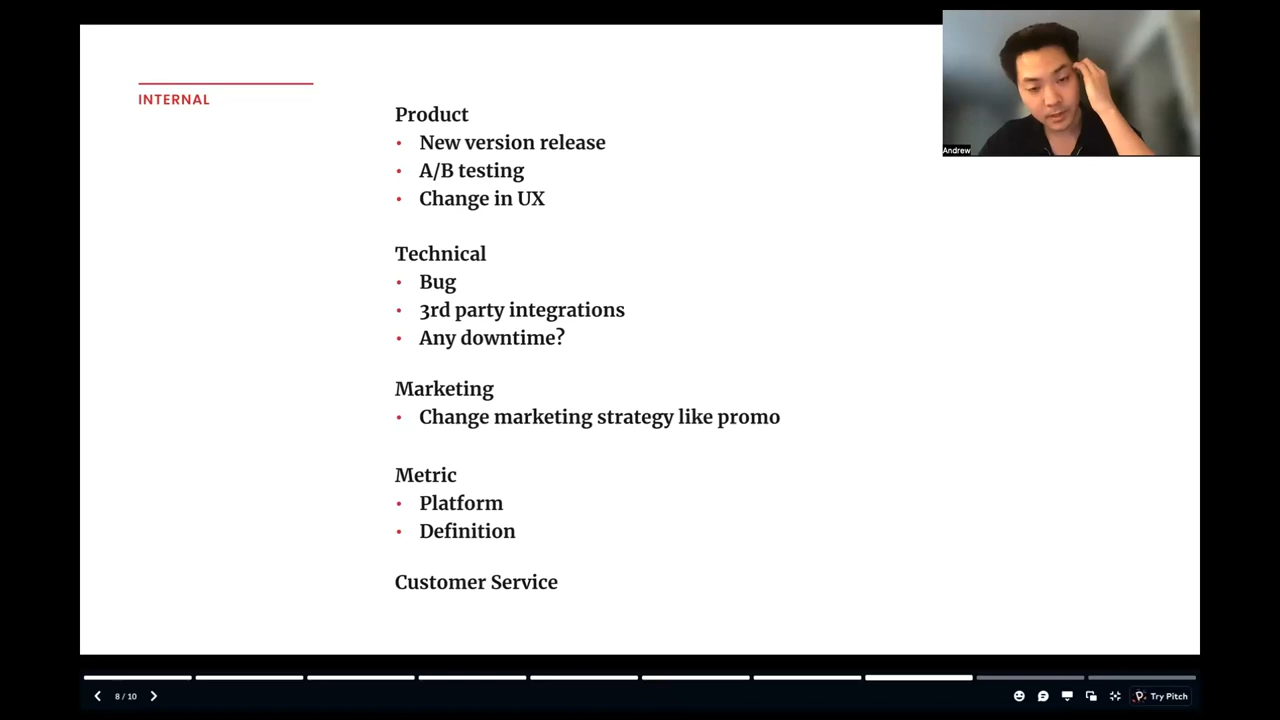 INTERNAL
Product
• New version release
• A/B testing
• Change in UX
Technical
• Bug
• 3rd party integrations
• Any downtime?
Marketing
• Change marketing strategy like promo
Metric
• Platform
• Definition
Customer Service
Andrew
8 / 10
Try Pitch